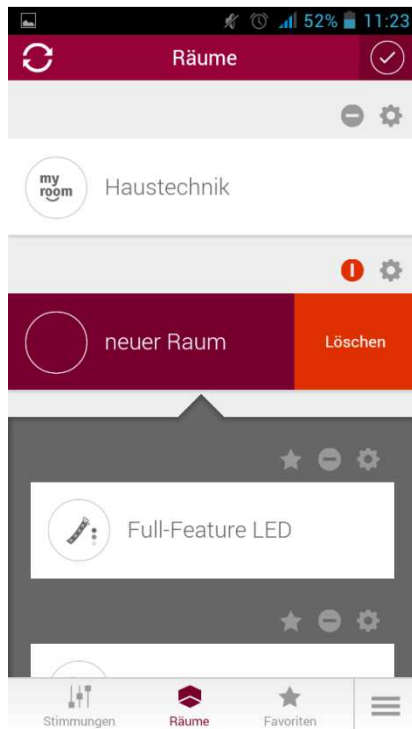 52% 11:23
Räume
my
room
Haustechnik
neuer Raum
Löschen
Full-Feature LED
Stimmungen
Räume
Favoriten